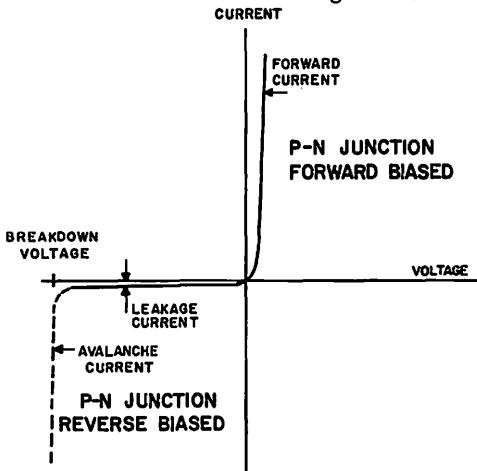 CURRENT
FORWARD
CURRENT
P-N JUNCTION
FORWARD BIASED
BREAKDOWN
VOLTAGE
VOLTAGE
LEAKAGE
CURRENT
AVALANCHE
CURRENT
P-N JUNCTION
REVERSE BIASED